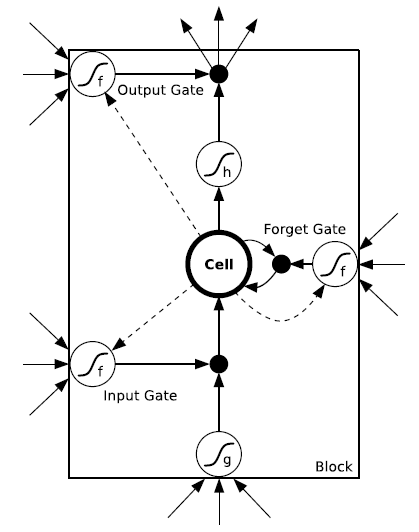 f
Output Gate
h
Forget Gate
Cell
f
f
Input Gate
g
Block